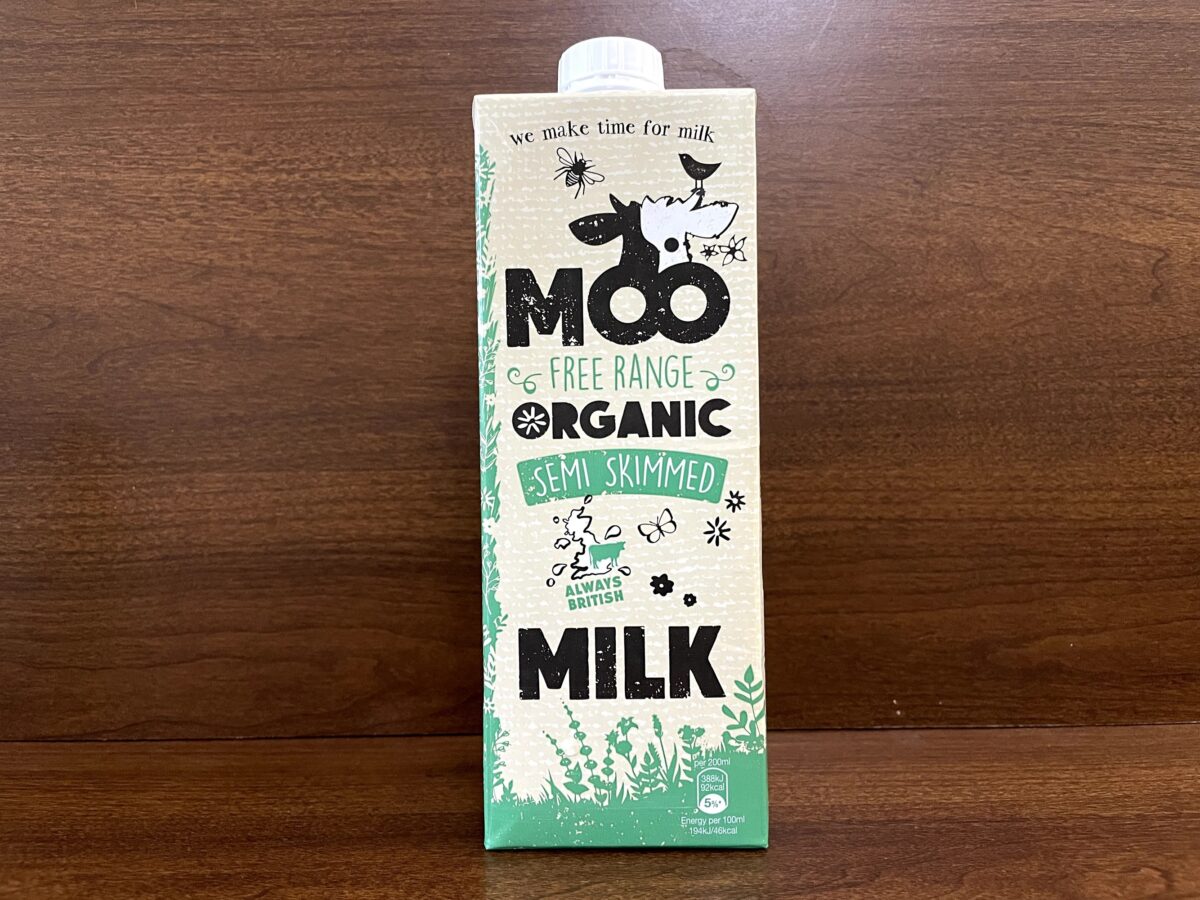 we make time for milk
MOO
FREE RANGE
ORGANIC
SEMI SKIMMED
ALWAYS
BRITISH
MILK
per 200ml
388kJ
92kcal
5%*
Energy per 100ml
194kJ/46kcal